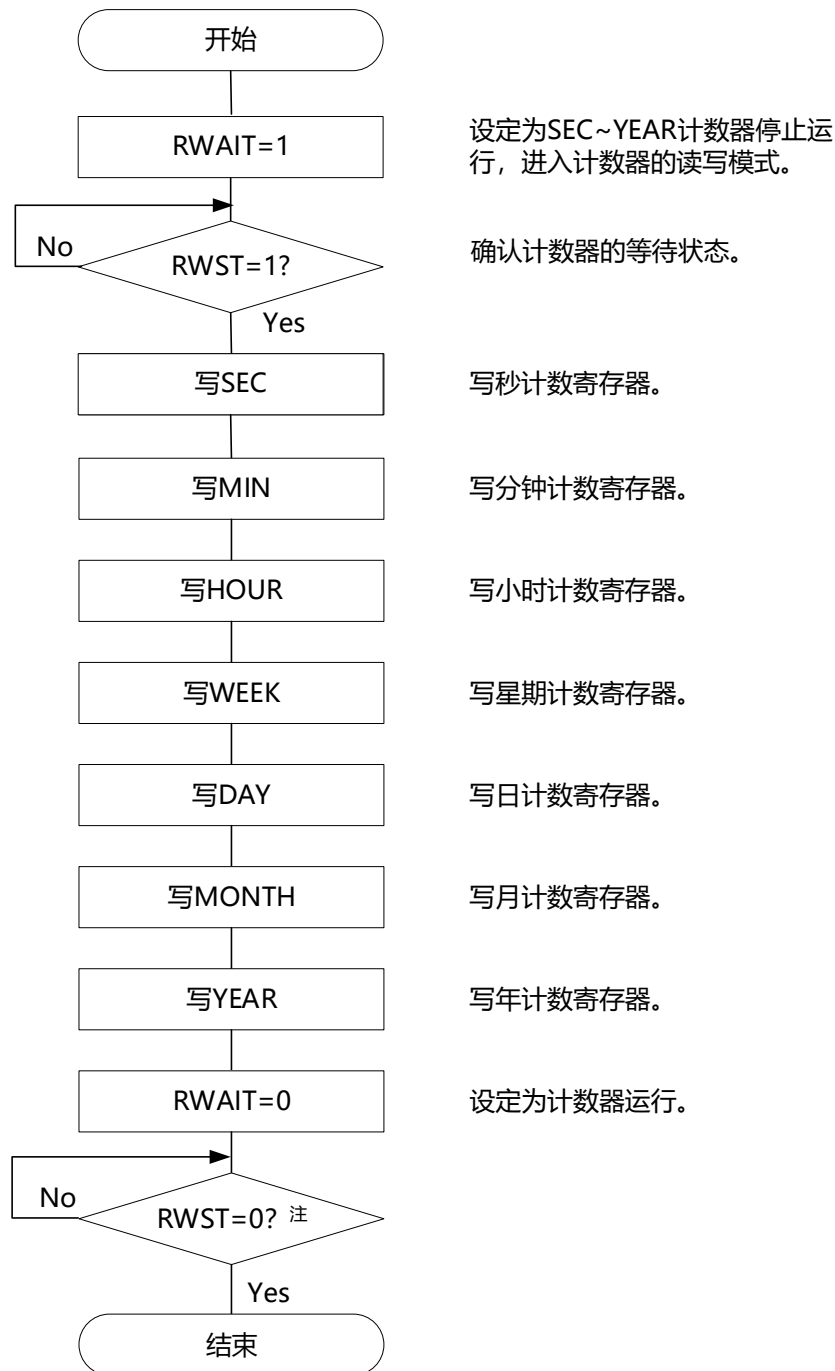 开始
RWAIT=1
设定为SEC~YEAR计数器停止运
行，进入计数器的读写模式。
No
RWST=1?
确认计数器的等待状态。
Yes
写SEC
写秒计数寄存器。
写MIN
写分钟计数寄存器。
写HOUR
写小时计数寄存器。
写WEEK
写星期计数寄存器。
写DAY
写日计数寄存器。
写MONTH
写月计数寄存器。
写YEAR
写年计数寄存器。
RWAIT=0
设定为计数器运行。
No
RWST=0? 注
Yes
结束